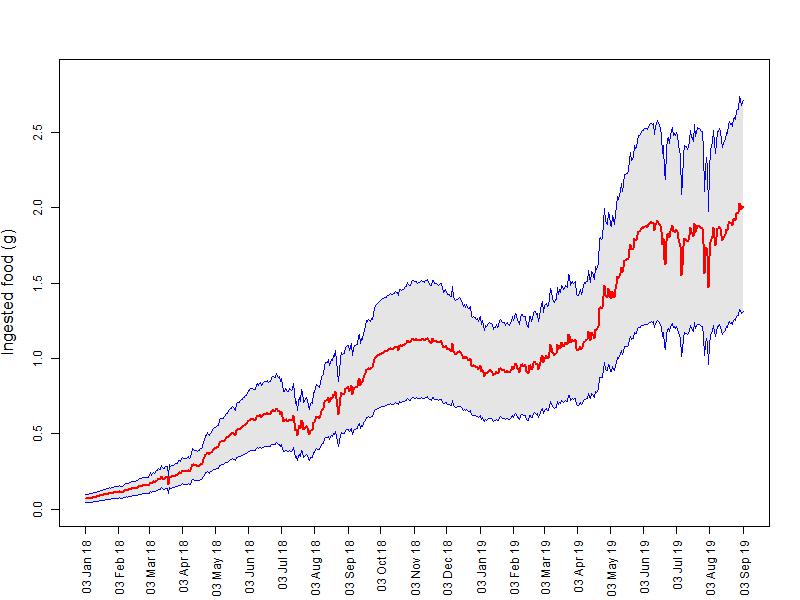 Ingested food (g)
2.5
2.0
1.5
1.0
0.5
0.0
03 Jan 18
03 Feb 18
03 Mar 18
03 Apr 18
03 May 18
03 Jun 18
03 Jul 18
03 Aug 18
03 Sep 18
03 Oct 18
03 Nov 18
03 Dec 18
03 Jan 19
03 Feb 19
03 Mar 19
03 Apr 19
03 May 19
03 Jun 19
03 Jul 19
03 Aug 19
03 Sep 19